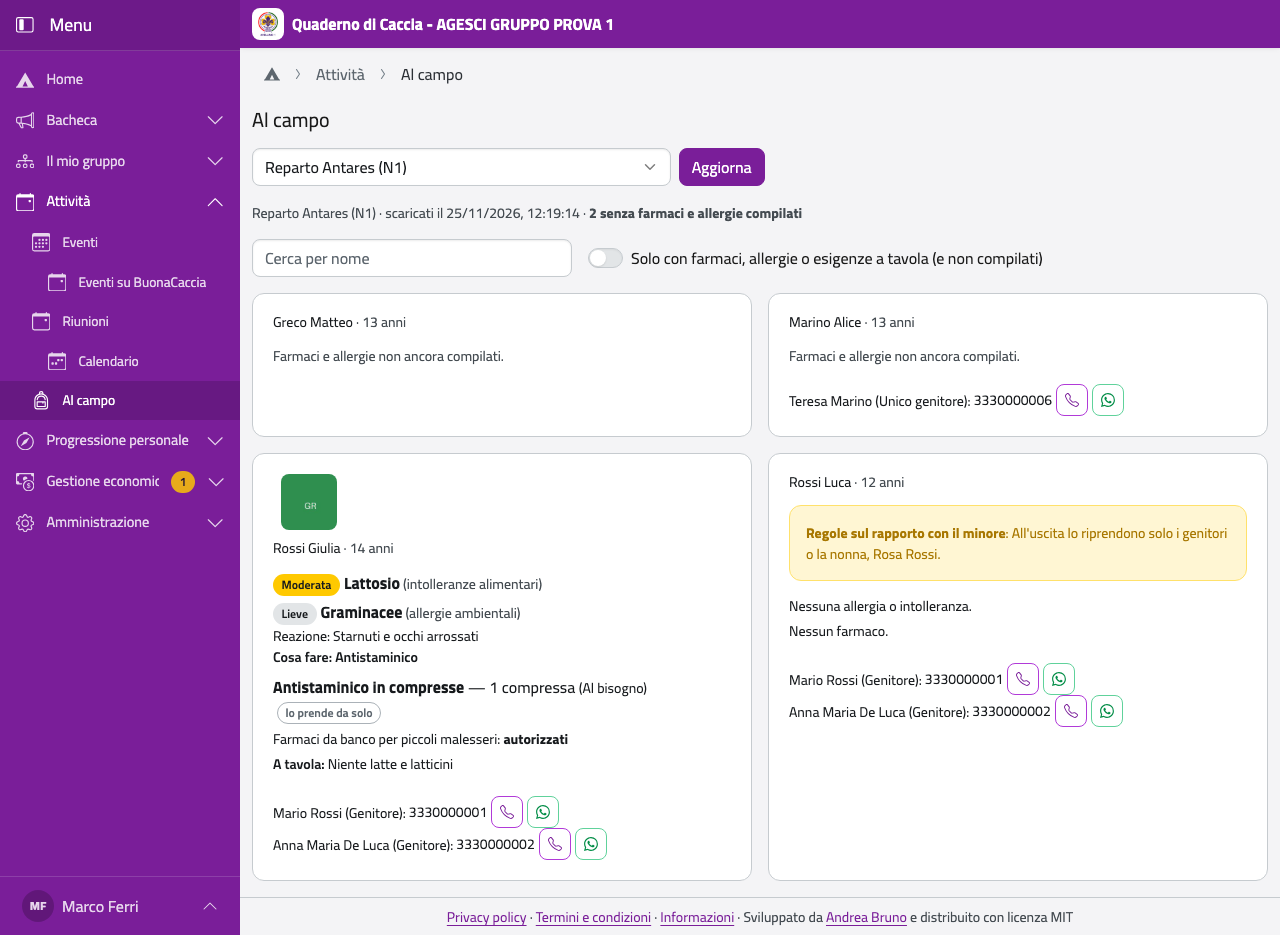 Menu
Quaderno di Caccia - AGESCI GRUPPO PROVA 1
Home
Bacheca
Il mio gruppo
Attività
Eventi
Eventi su BuonaCaccia
Riunioni
Calendario
Al campo
Progressione personale
Gestione economic
1
Amministrazione
MF
Marco Ferri
Attività
Al campo
Al campo
Reparto Antares (N1)
Aggiorna
Reparto Antares (N1) · scaricati il 25/11/2026, 12:19:14 · 2 senza farmaci e allergie compilati
Cerca per nome
Solo con farmaci, allergie o esigenze a tavola (e non compilati)
Greco Matteo · 13 anni
Farmaci e allergie non ancora compilati.
Marino Alice · 13 anni
Farmaci e allergie non ancora compilati.
Teresa Marino (Unico genitore): 3330000006
GR
Rossi Giulia · 14 anni
Moderata Lattosio (intolleranze alimentari)
Lieve Graminacee (allergie ambientali)
Reazione: Starnuti e occhi arrossati
Cosa fare: Antistaminico
Antistaminico in compresse — 1 compressa (Al bisogno)
lo prende da solo
Farmaci da banco per piccoli malesseri: autorizzati
A tavola: Niente latte e latticini
Mario Rossi (Genitore): 3330000001
Anna Maria De Luca (Genitore): 3330000002
Rossi Luca · 12 anni
Regole sul rapporto con il minore: All'uscita lo riprendono solo i genitori
o la nonna, Rosa Rossi.
Nessuna allergia o intolleranza.
Nessun farmaco.
Mario Rossi (Genitore): 3330000001
Anna Maria De Luca (Genitore): 3330000002
Privacy policy · Termini e condizioni · Informazioni · Sviluppato da Andrea Bruno e distribuito con licenza MIT